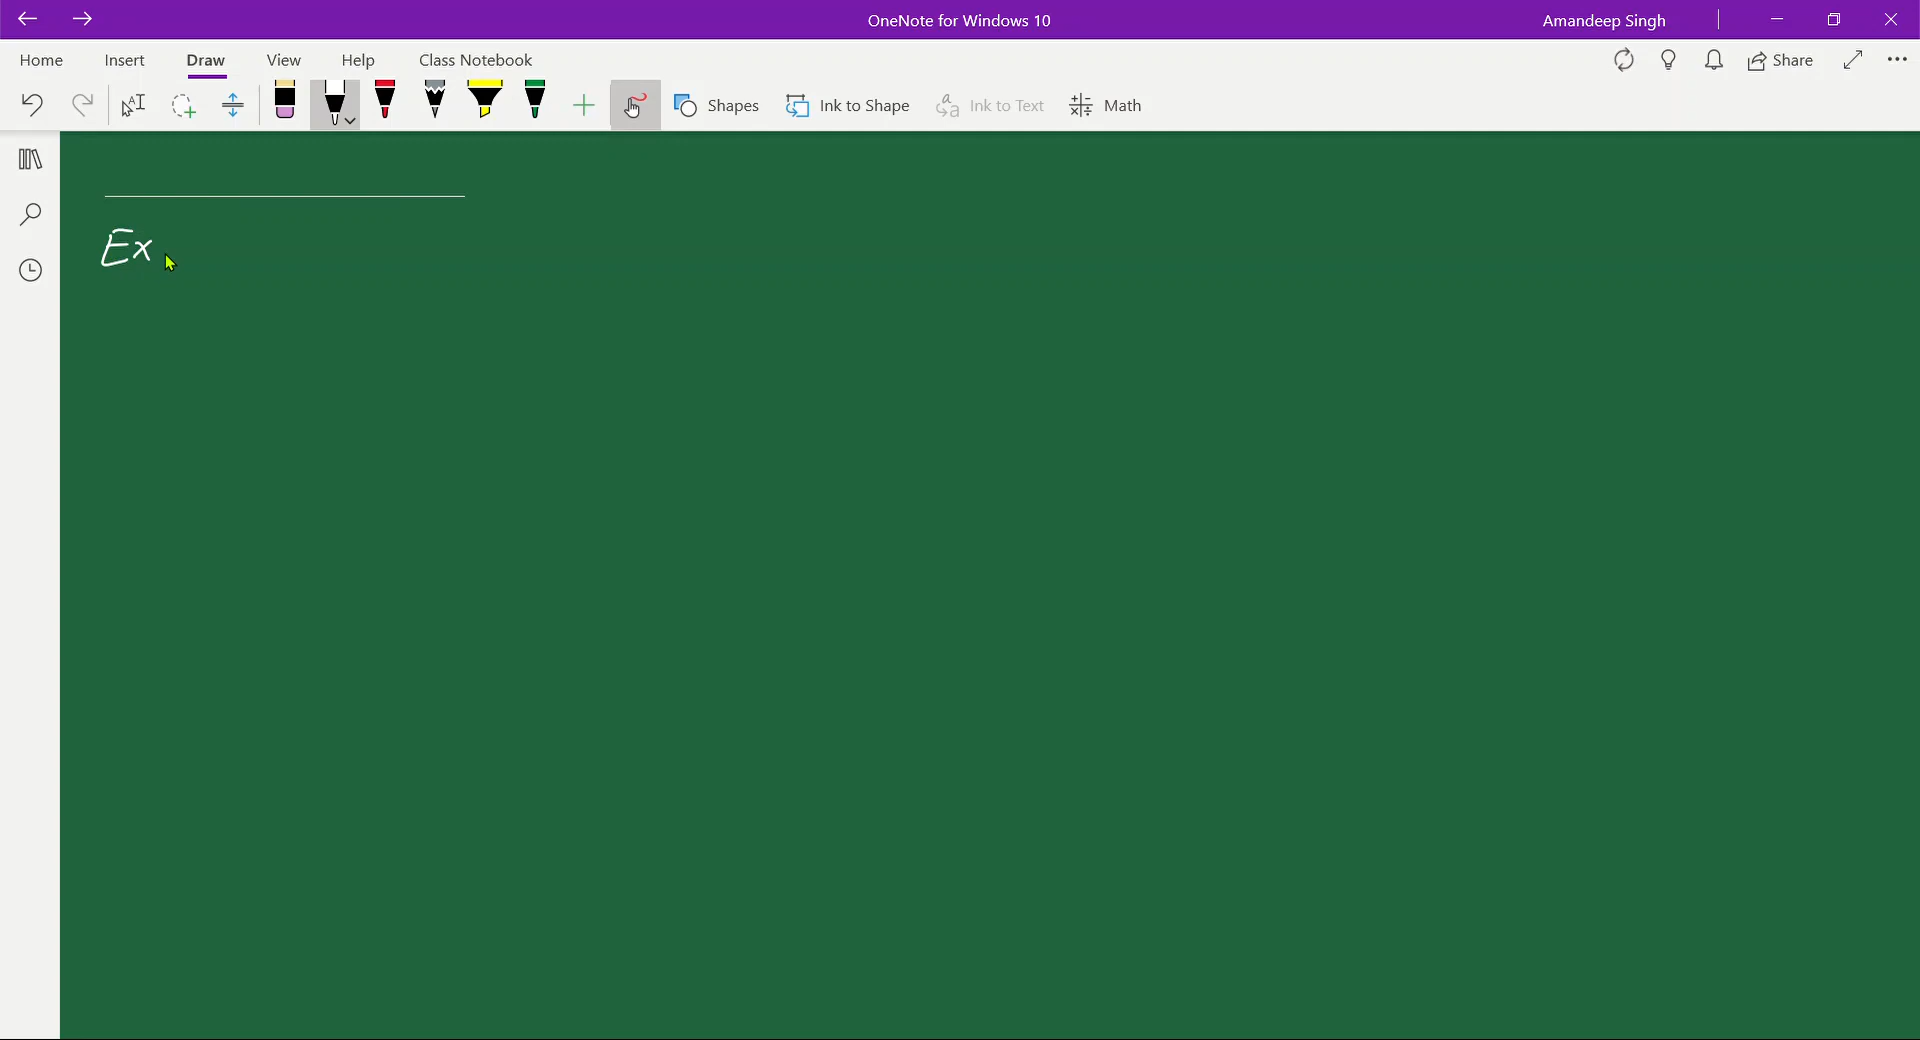 OneNote for Windows 10
Amandeep Singh
Home Insert Draw View Help Class Notebook
Share
Shapes Ink to Shape Ink to Text Math
Ex